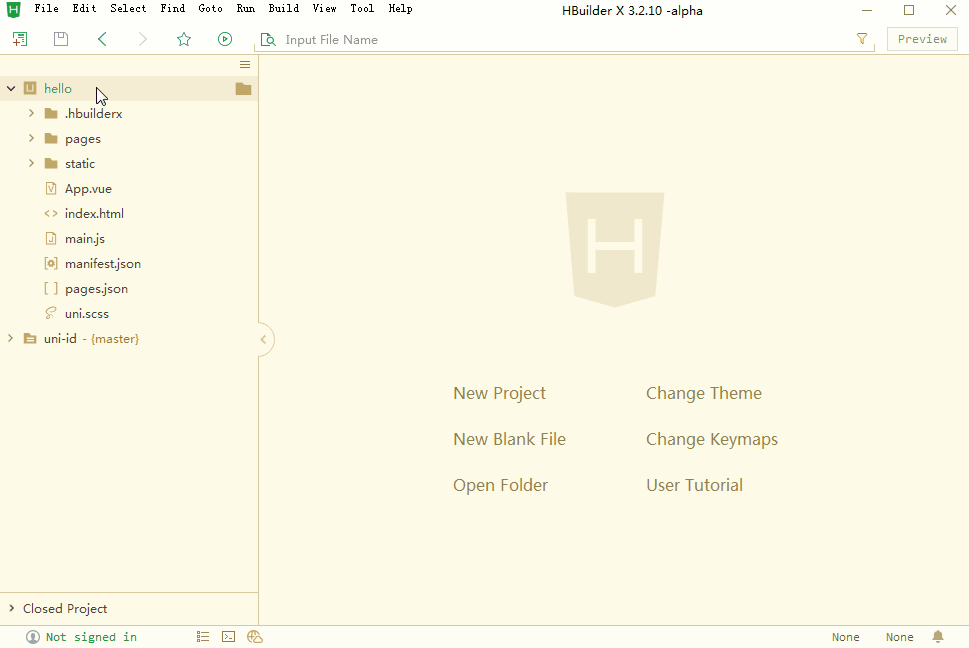 File Edit Select Find Goto Run Build View Tool Help
HBuilder X 3.2.10 -alpha
Input File Name
Preview
hello
.hbuilderx
pages
static
App.vue
index.html
main.js
manifest.json
pages.json
uni.scss
uni-id - {master}
H
New Project
Change Theme
New Blank File
Change Keymaps
Open Folder
User Tutorial
Closed Project
Not signed in
None
None